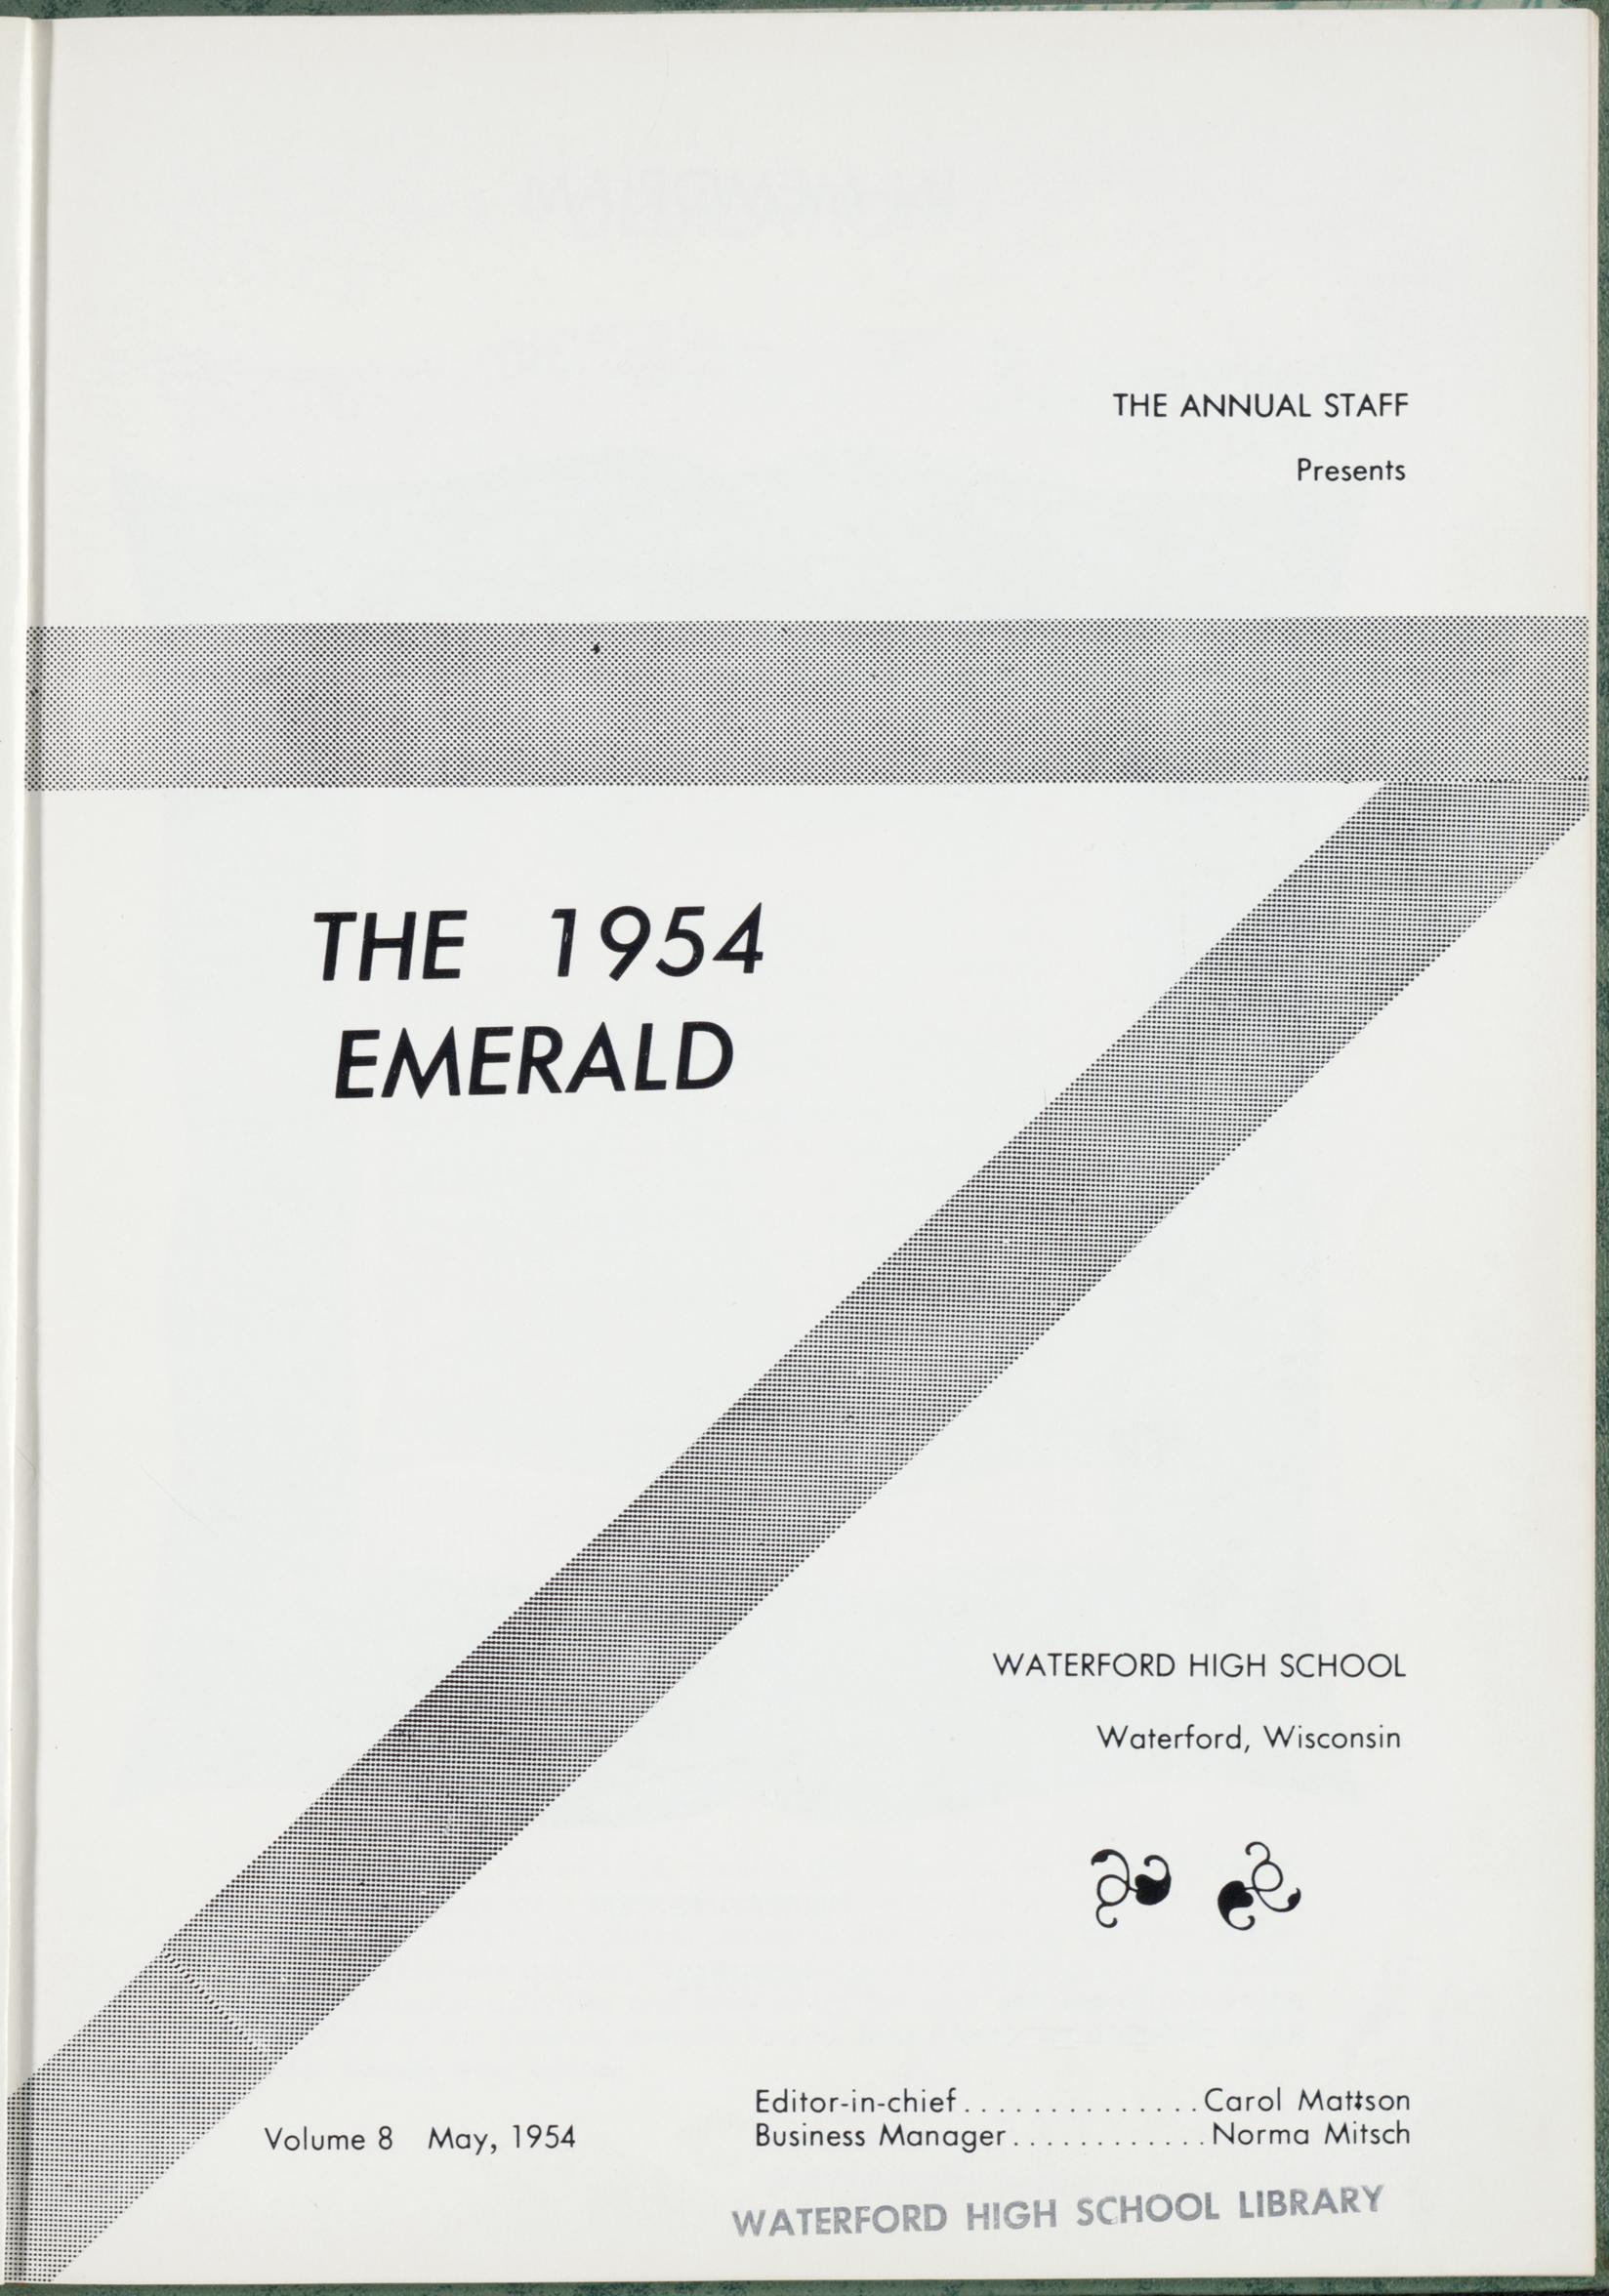 THE ANNUAL STAFF
Presents
THE 1954
EMERALD
WATERFORD HIGH SCHOOL
Waterford, Wisconsin
Editor-in-chief..............Carol Mattson
Business Manager............Norma Mitsch
Volume 8 May, 1954
WATERFORD HIGH SCHOOL LIBRARY